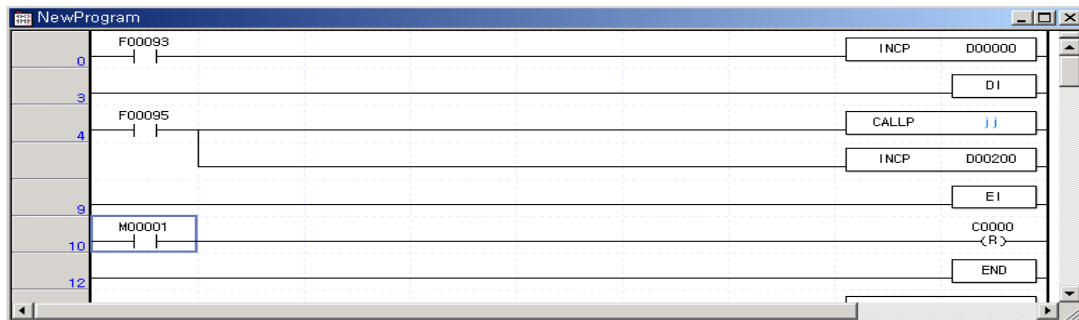 NewProgram
F00093
INCP D00000
0
DI
3
F00095
CALLP jj
4
INCP D00200
EI
9
M00001
C0000
(R)
10
END
12